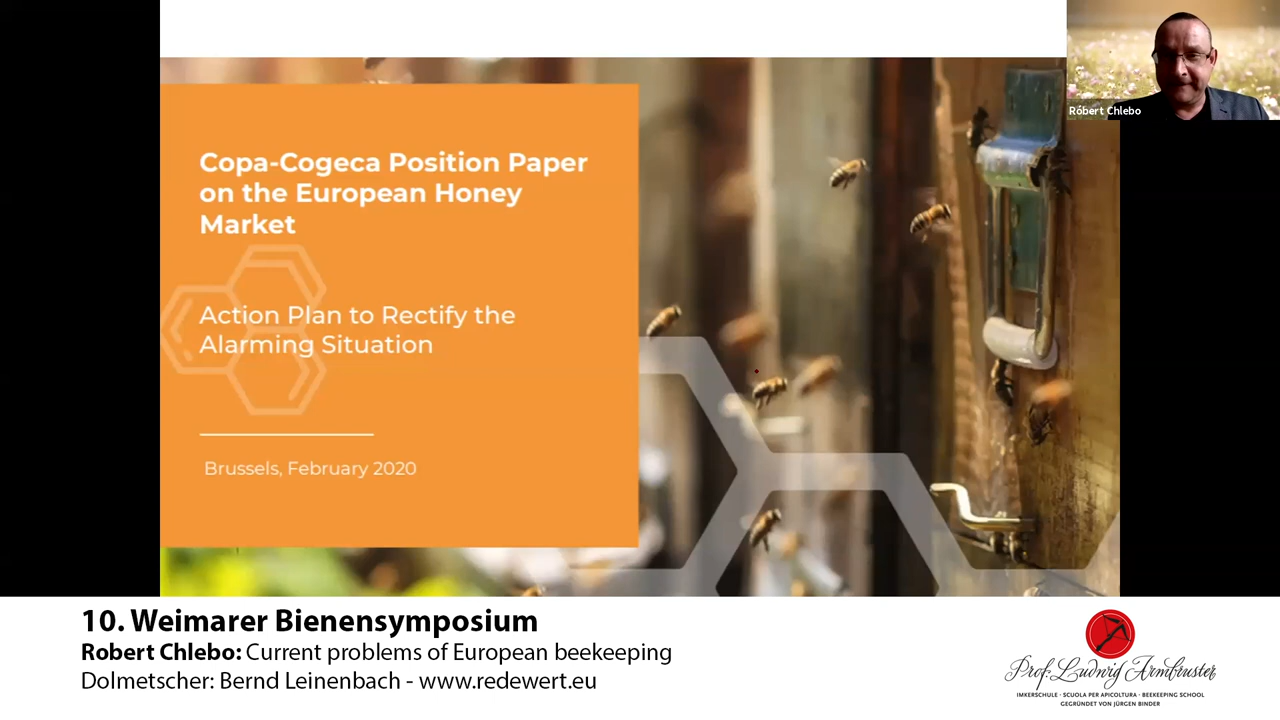 Copa-Cogeca Position Paper
on the European Honey
Market
Action Plan to Rectify the
Alarming Situation
Brussels, February 2020
Róbert Chlebo
10. Weimarer Bienensymposium
Robert Chlebo: Current problems of European beekeeping
Dolmetscher: Bernd Leinenbach - www.redewert.eu
Prof. Ludwig Armbruster
IMKERSCHULE · SCUOLA PER APICOLTURA · BEEKEEPING SCHOOL
GEGRÜNDET VON JÜRGEN BINDER